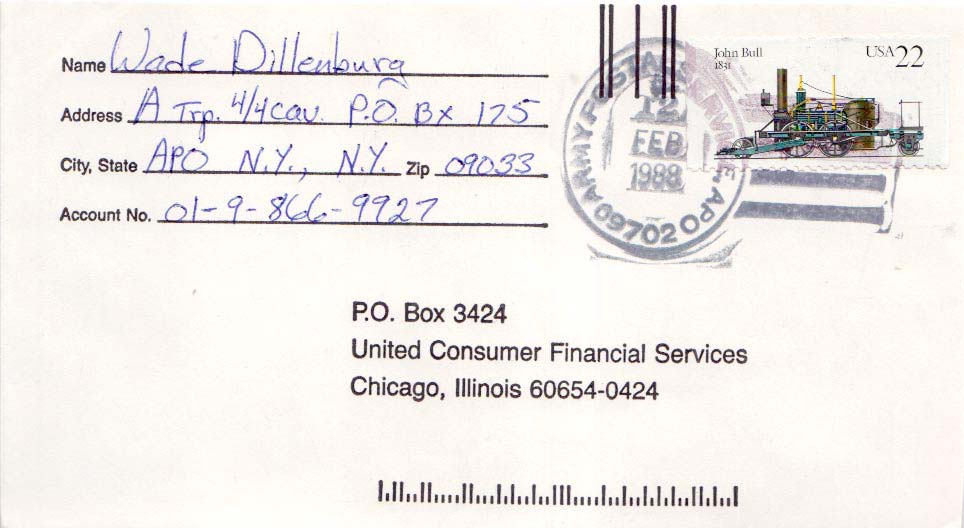 Name Wade Dillenburg
Address A Trp. 4/4 cav. P.O. Bx 175
City, State APO N.Y., N.Y. Zip 09033
Account No. 01-9-866-9927
ARMY POSTAL SERVICE APO 09702
12
FEB
1988
John Bull
1831
USA 22
P.O. Box 3424
United Consumer Financial Services
Chicago, Illinois 60654-0424